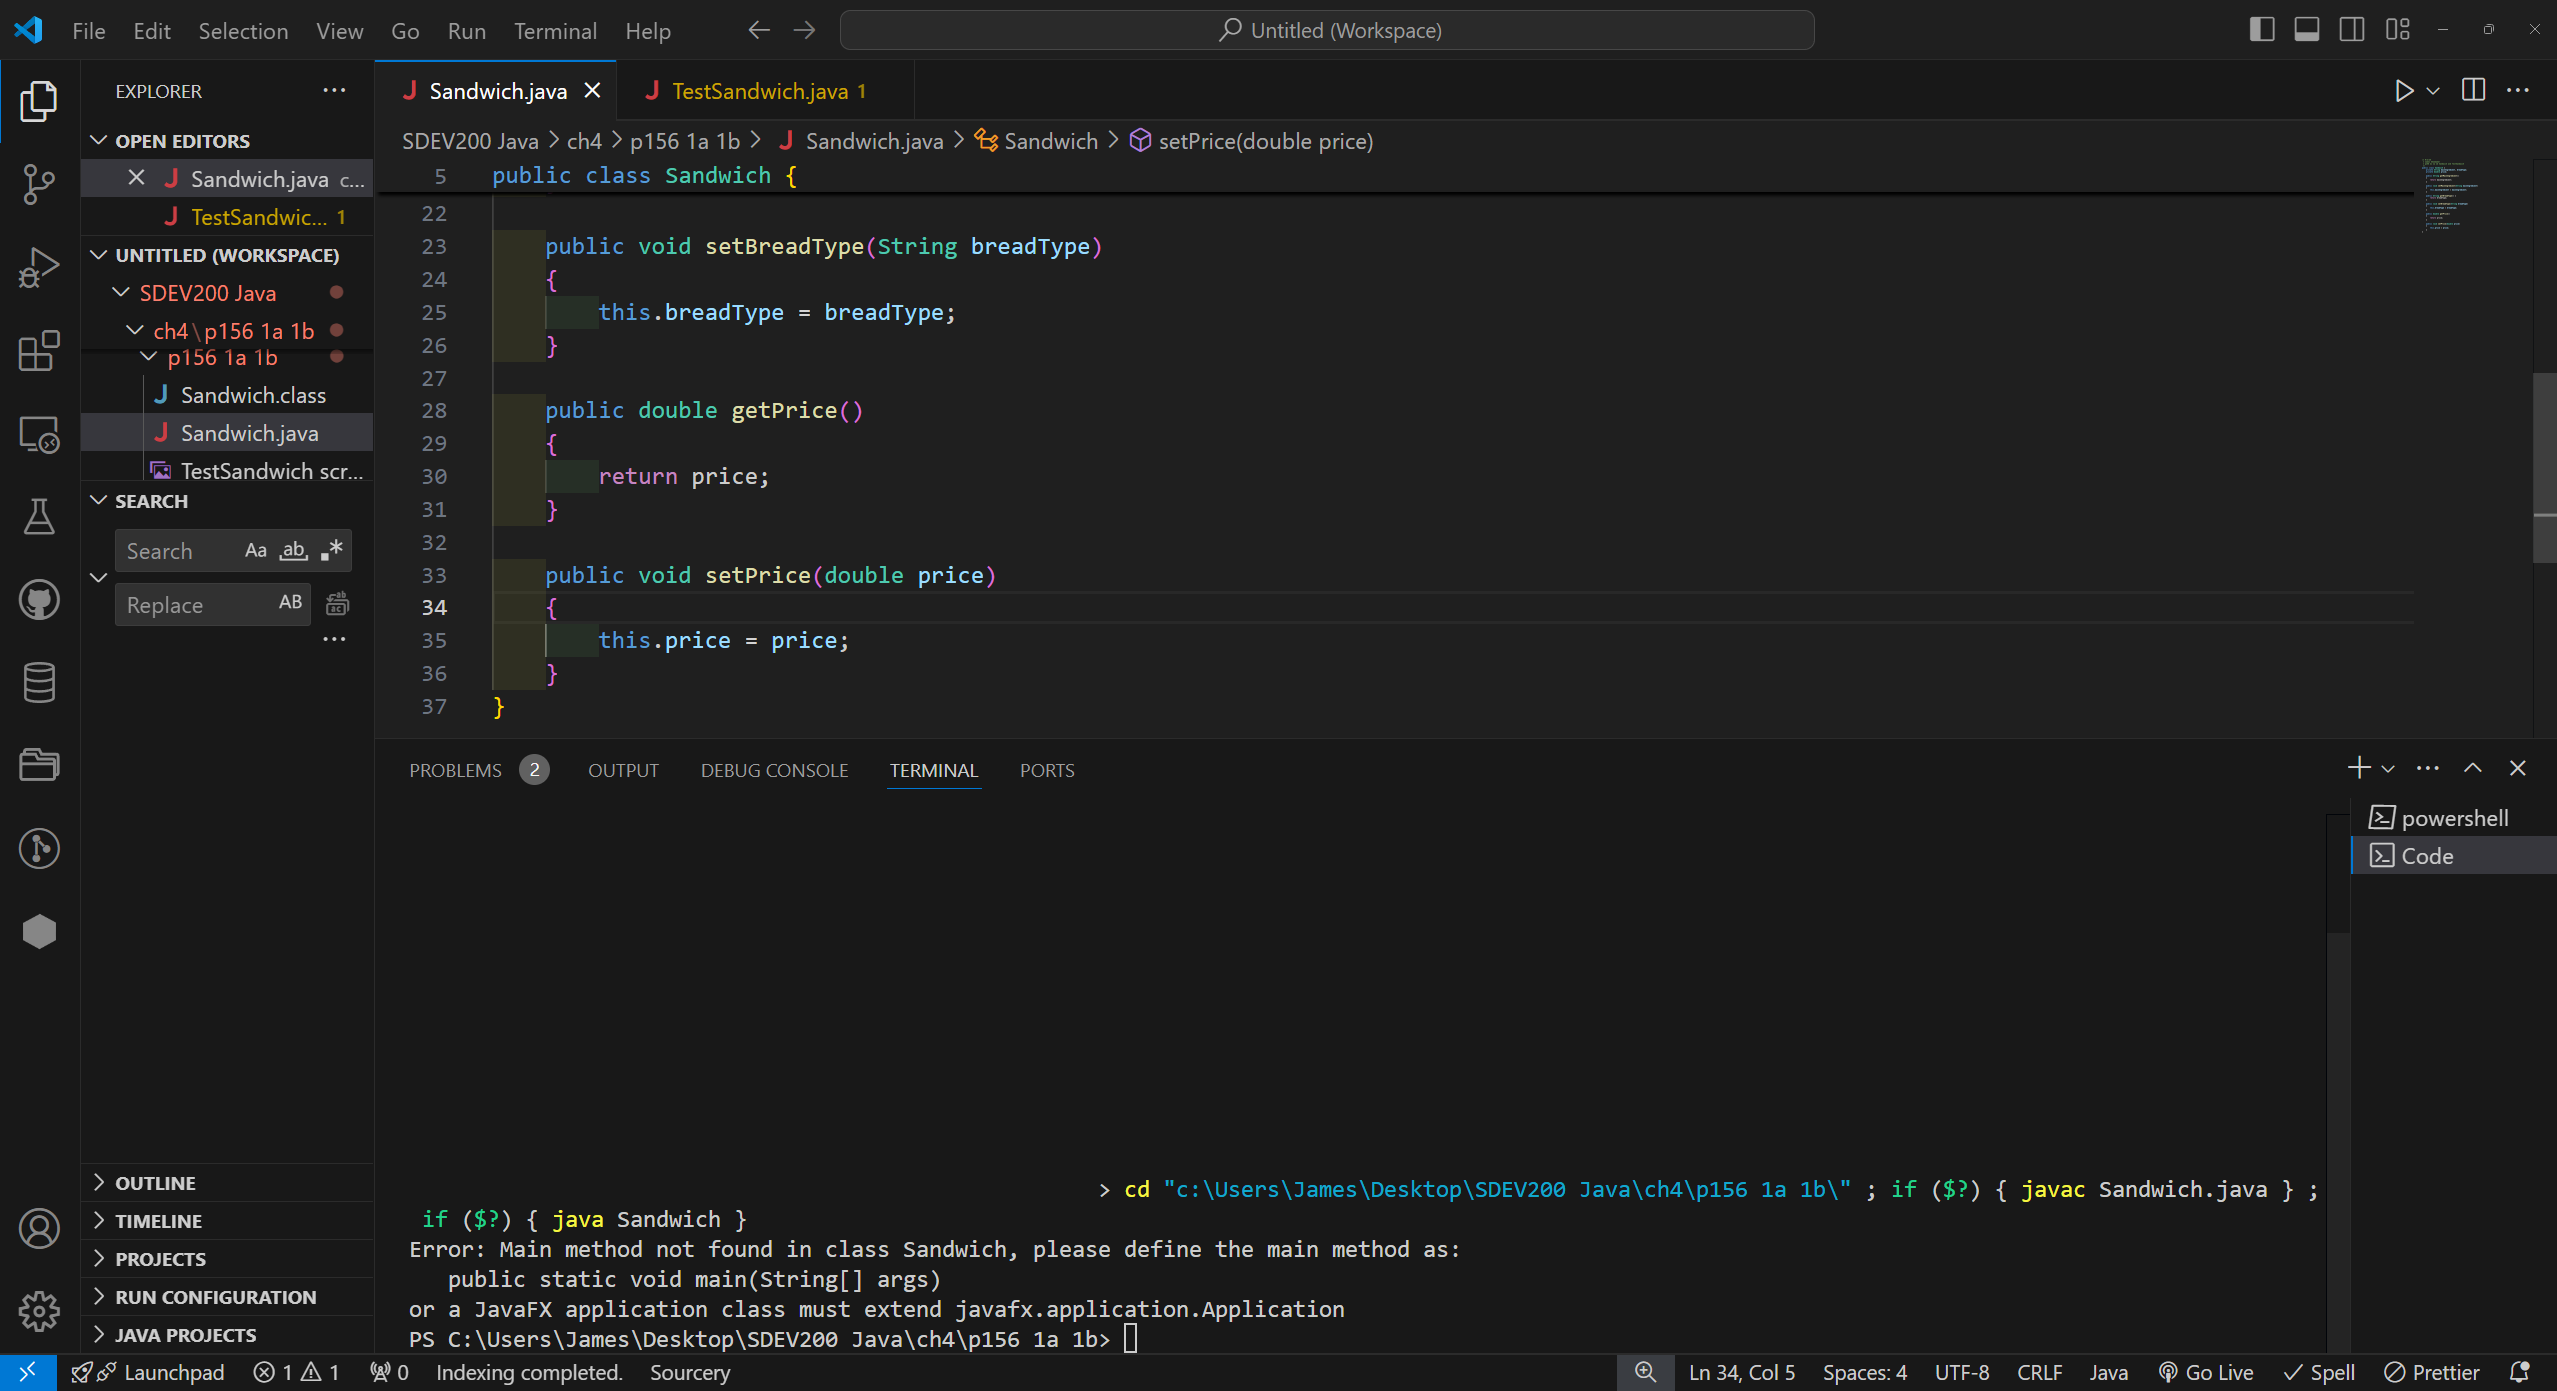 File Edit Selection View Go Run Terminal Help
Untitled (Workspace)
EXPLORER
OPEN EDITORS
Sandwich.java c...
TestSandwic... 1
UNTITLED (WORKSPACE)
SDEV200 Java
ch4\p156 1a 1b
p156 1a 1b
Sandwich.class
Sandwich.java
TestSandwich scr...
SEARCH
Search Aa ab .*
Replace AB
OUTLINE
TIMELINE
PROJECTS
RUN CONFIGURATION
JAVA PROJECTS
Sandwich.java TestSandwich.java 1
SDEV200 Java > ch4 > p156 1a 1b > Sandwich.java > Sandwich > setPrice(double price)
5 public class Sandwich {
22
23 public void setBreadType(String breadType)
24 {
25 this.breadType = breadType;
26 }
27
28 public double getPrice()
29 {
30 return price;
31 }
32
33 public void setPrice(double price)
34 {
35 this.price = price;
36 }
37 }
PROBLEMS 2 OUTPUT DEBUG CONSOLE TERMINAL PORTS
powershell
Code
> cd "c:\Users\James\Desktop\SDEV200 Java\ch4\p156 1a 1b\" ; if ($?) { javac Sandwich.java } ;
if ($?) { java Sandwich }
Error: Main method not found in class Sandwich, please define the main method as:
public static void main(String[] args)
or a JavaFX application class must extend javafx.application.Application
PS C:\Users\James\Desktop\SDEV200 Java\ch4\p156 1a 1b>
Launchpad 1 1 0 Indexing completed. Sourcery Ln 34, Col 5 Spaces: 4 UTF-8 CRLF Java Go Live Spell Prettier